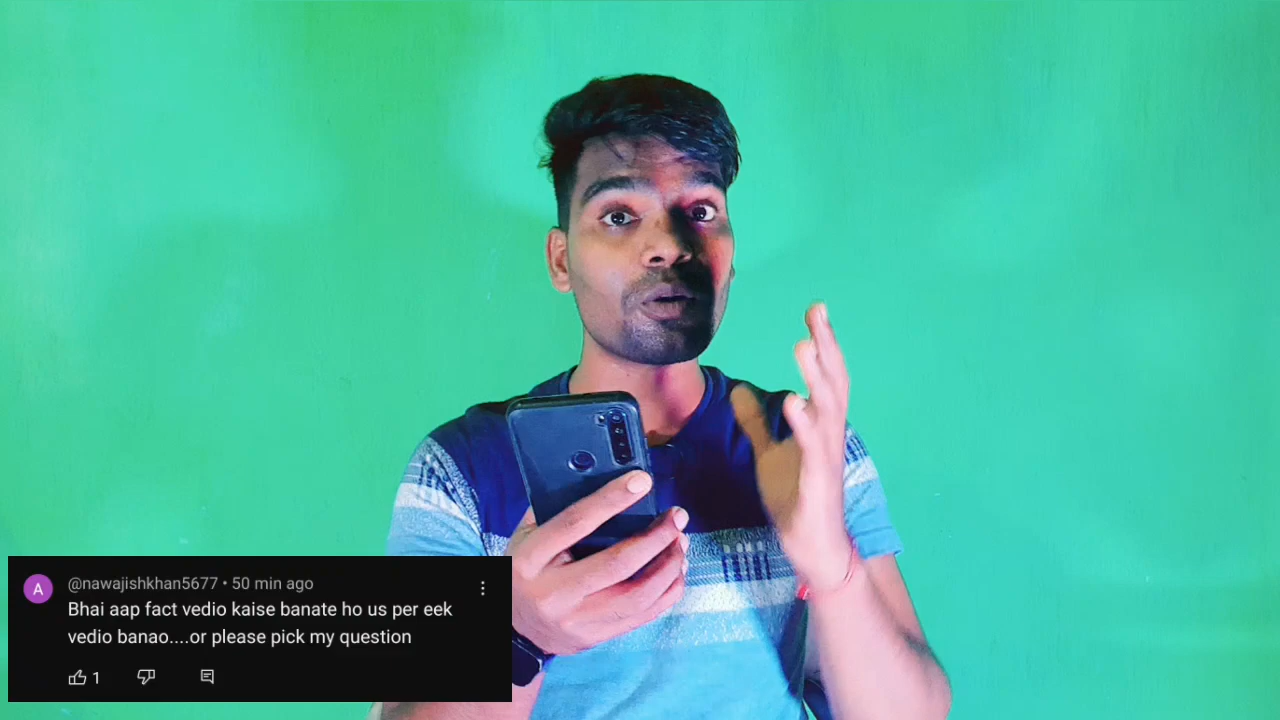 @nawajishkhan5677 • 50 min ago
Bhai aap fact vedio kaise banate ho us per eek
vedio banao....or please pick my question
1
A